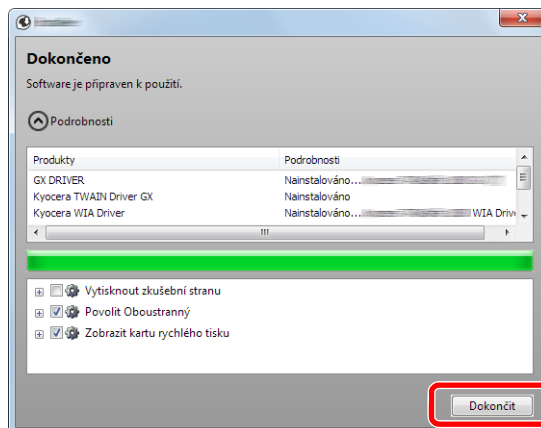 Dokončeno
Software je připraven k použití.
Podrobnosti
Produkty Podrobnosti
GX DRIVER Nainstalováno...
Kyocera TWAIN Driver GX Nainstalováno
Kyocera WIA Driver Nainstalováno... WIA Driv
Vytisknout zkušební stranu
Povolit Oboustranný
Zobrazit kartu rychlého tisku
Dokončit